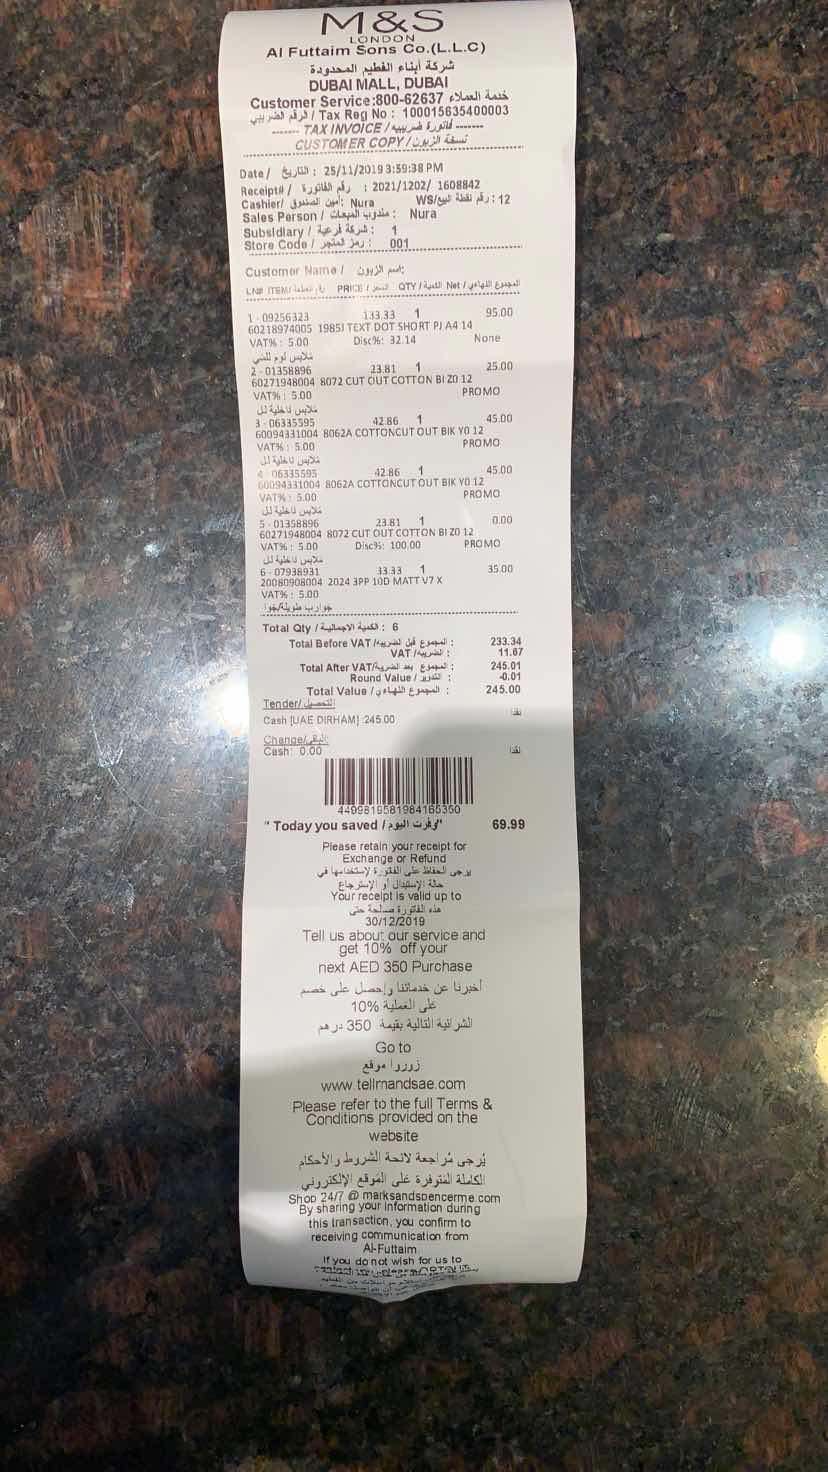 M&S
LONDON
Al Futtaim Sons Co.(L.L.C)
شركة أبناء الفطيم المحدودة
DUBAI MALL, DUBAI
Customer Service:800-62637 خدمة العملاء
الرقم الضريبي / Tax Reg No : 100015635400003
------- TAX INVOICE / فاتورة ضريبيه -------
CUSTOMER COPY / نسخة الزبون
Date / التاريخ : 25/11/2019 3:59:38 PM
Receipt# / رقم الفاتورة : 2021/1202/ 1608842
Cashier/ أمين الصندوق: Nura WS/رقم نقطة البيع : 12
Sales Person / مندوب المبيعات : Nura
Subsidiary / شركة فرعية : 1
Store Code / رمز المتجر : 001
Customer Name / اسم الزبون:
LN# ITEM/ PRICE / السعر QTY / الكمية Net / المجموع النهائي
1 - 09256323 133.33 1 95.00
60218974005 1985I TEXT DOT SHORT PJ A4 14
VAT% : 5.00 Disc%: 32.14 None
ملابس نوم للنس
2 - 01358896 23.81 1 25.00
60271948004 8072 CUT OUT COTTON BI Z0 12
VAT% : 5.00 PROMO
ملابس داخلية لل
3 - 06335595 42.86 1 45.00
60094331004 8062A COTTONCUT OUT BIK Y0 12
VAT% : 5.00 PROMO
ملابس داخلية لل
4 - 06335595 42.86 1 45.00
60094331004 8062A COTTONCUT OUT BIK Y0 12
VAT% : 5.00 PROMO
ملابس داخلية لل
5 - 01358896 23.81 1 0.00
60271948004 8072 CUT OUT COTTON BI Z0 12
VAT% : 5.00 Disc%: 100.00 PROMO
ملابس داخلية لل
6 - 07938931 33.33 1 35.00
20080908004 2024 3PP 10D MATT V7 X
VAT% : 5.00
جوارب طويلة/جوا
Total Qty / الكمية الاجمالية : 6
Total Before VAT / المجموع قبل الضريبه : 233.34
VAT / الضريبه : 11.67
Total After VAT/ المجموع بعد الضريبه : 245.01
Round Value / التدوير : -0.01
Total Value / المجموع النهاءي : 245.00
Tender/ التحصيل:
Cash [UAE DIRHAM] :245.00 نقدا
Change/الباقي:
Cash: 0.00 نقدا
4499819581984165350
" Today you saved / وفرت اليوم" 69.99
Please retain your receipt for
Exchange or Refund
يرجى الحفاظ على الفاتورة لإستخدامها في
حالة الإستبدال أو الإسترجاع
Your receipt is valid up to
هذه الفاتورة صالحة حتى
30/12/2019
Tell us about our service and
get 10% off your
next AED 350 Purchase
أخبرنا عن خدماتنا وإحصل على خصم
10% على العملية
الشرائية التالية بقيمة 350 درهم
Go to
زوروا موقع
www.tellmandsae.com
Please refer to the full Terms &
Conditions provided on the
website
يُرجى مُراجعة لائحة الشروط والأحكام
الكاملة المُتوفرة على المَوقع الإلكتروني
Shop 24/7 @ marksandspencerme.com
By sharing your information during
this transaction, you confirm to
receiving communication from
Al-Futtaim
If you do not wish for us to